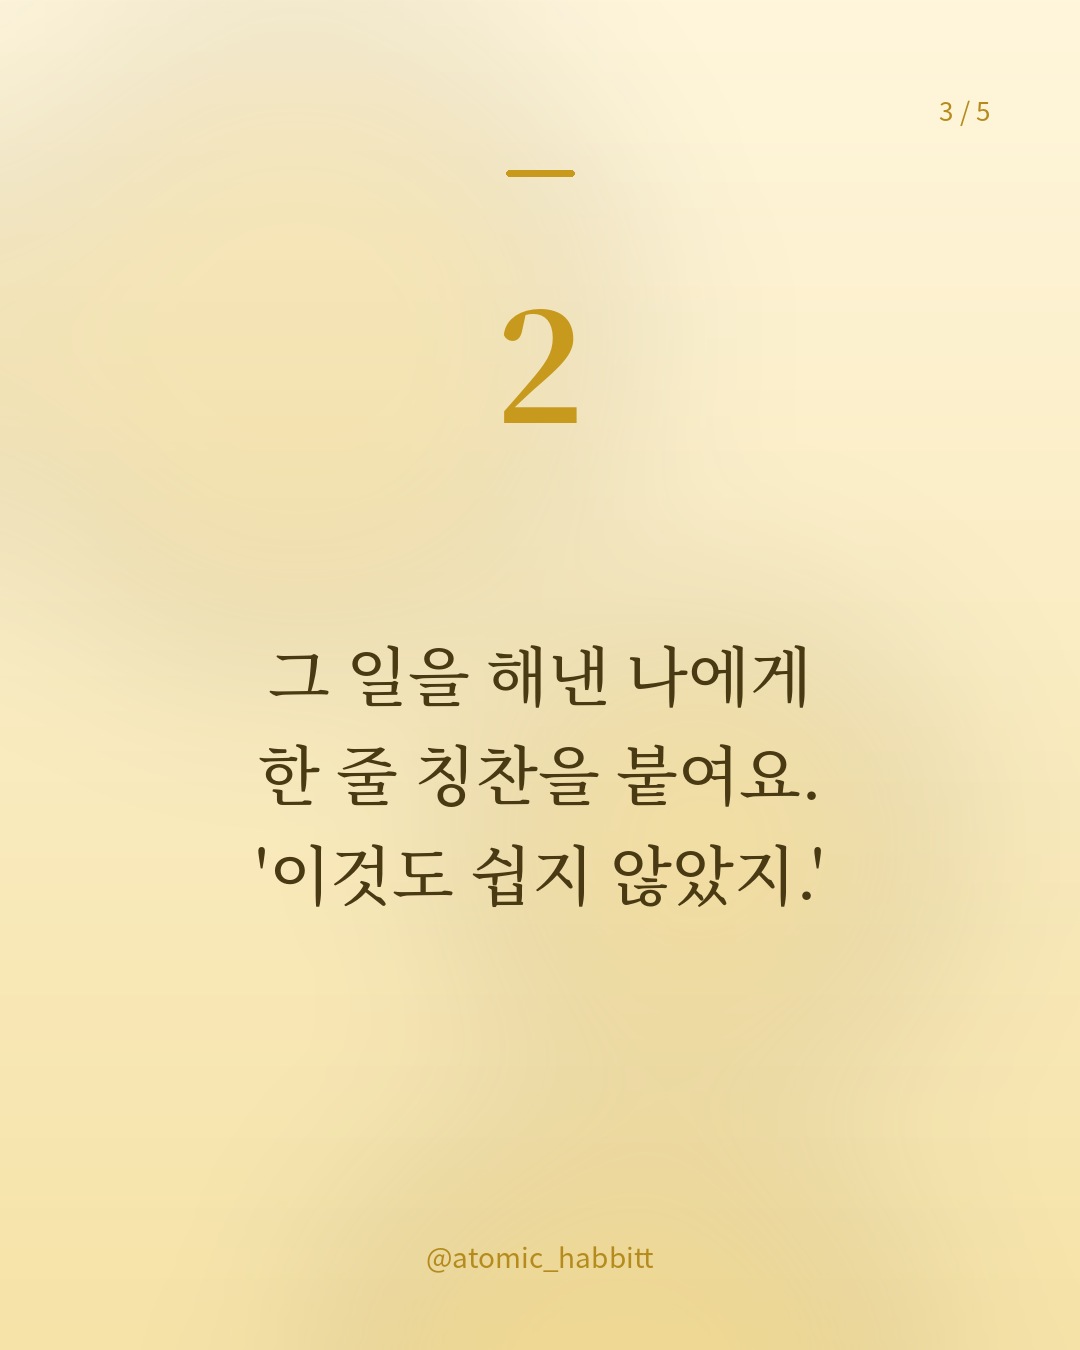 3 / 5
2
그 일을 해낸 나에게
한 줄 칭찬을 붙여요.
'이것도 쉽지 않았지.'
@atomic_habbitt